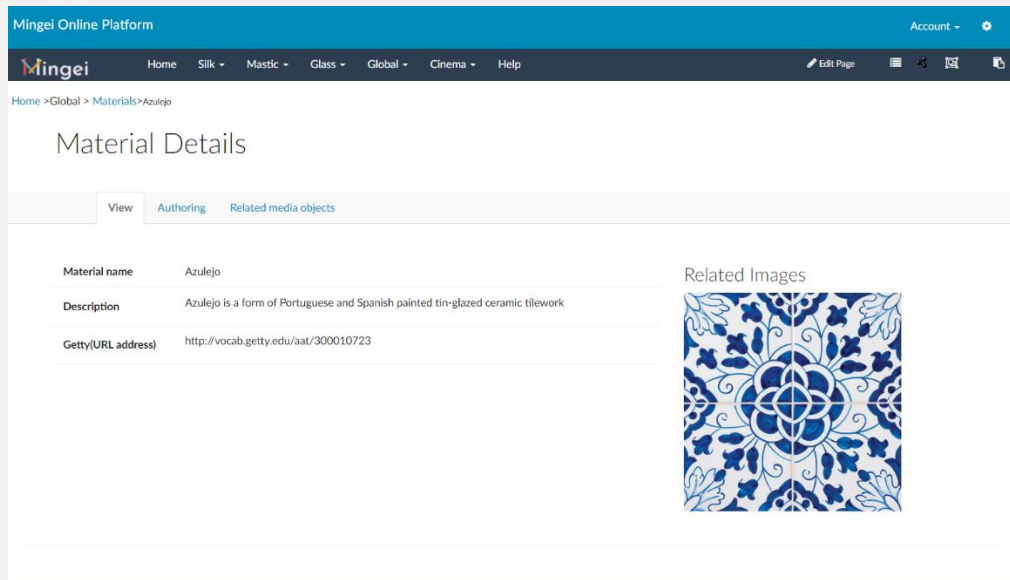 Mingei Online Platform
Account
Mingei
Home Silk Mastic Glass Global Cinema Help
Edit Page
Home >Global > Materials>Azulejo
Material Details
View Authoring Related media objects
Material name Azulejo
Description Azulejo is a form of Portuguese and Spanish painted tin-glazed ceramic tilework
Getty(URL address) http://vocab.getty.edu/aat/300010723
Related Images